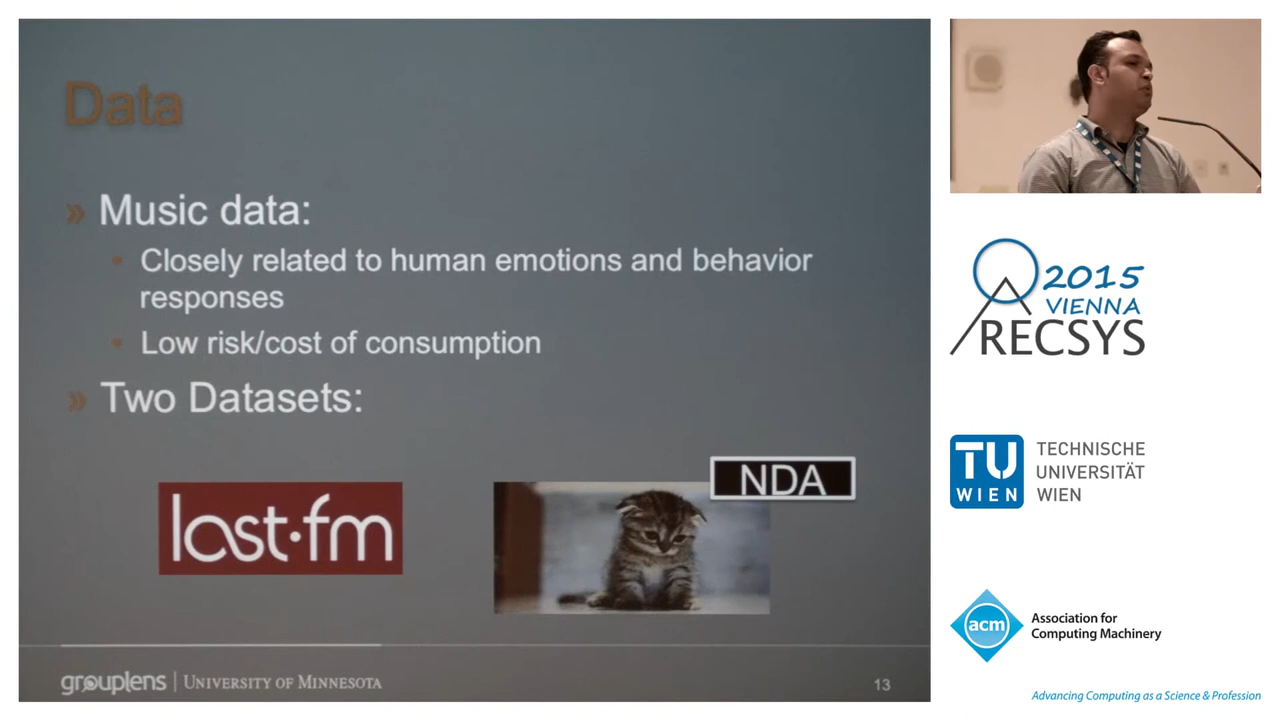 Data
» Music data:
• Closely related to human emotions and behavior
responses
• Low risk/cost of consumption
» Two Datasets:
NDA
last.fm
grouplens | UNIVERSITY OF MINNESOTA
13
2015
VIENNA
RECSYS
TU
WIEN
TECHNISCHE
UNIVERSITÄT
WIEN
acm
Association for
Computing Machinery
Advancing Computing as a Science & Profession